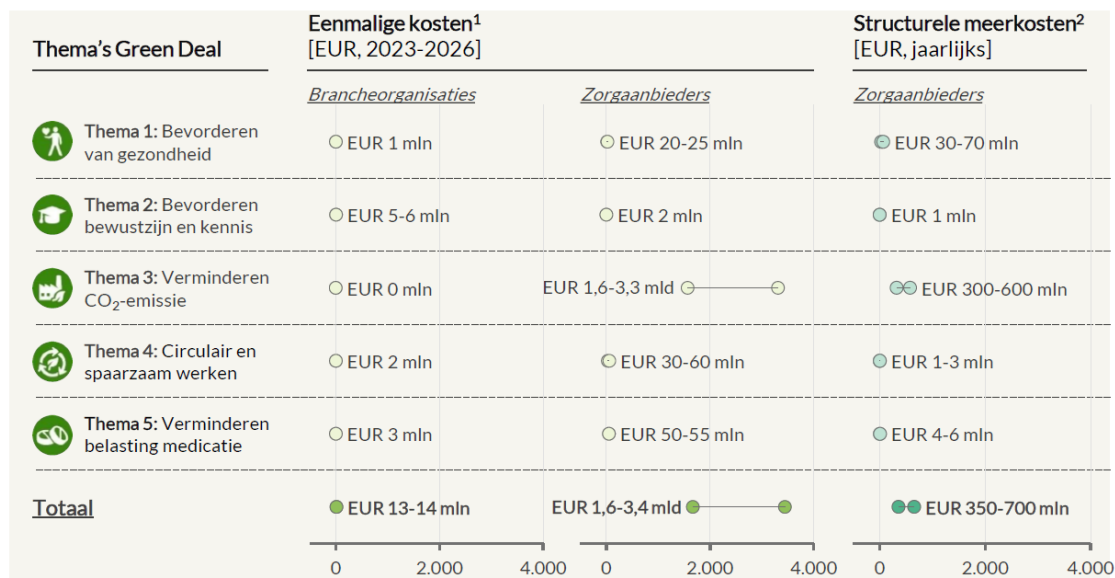 Thema's Green Deal
Eenmalige kosten¹
[EUR, 2023-2026]
Structurele meerkosten²
[EUR, jaarlijks]
Brancheorganisaties
Zorgaanbieders
Zorgaanbieders
Thema 1: Bevorderen
van gezondheid
EUR 1 mln
EUR 20-25 mln
EUR 30-70 mln
Thema 2: Bevorderen
bewustzijn en kennis
EUR 5-6 mln
EUR 2 mln
EUR 1 mln
Thema 3: Verminderen
CO₂-emissie
EUR 0 mln
EUR 1,6-3,3 mld
EUR 300-600 mln
Thema 4: Circulair en
spaarzaam werken
EUR 2 mln
EUR 30-60 mln
EUR 1-3 mln
Thema 5: Verminderen
belasting medicatie
EUR 3 mln
EUR 50-55 mln
EUR 4-6 mln
Totaal
EUR 13-14 mln
EUR 1,6-3,4 mld
EUR 350-700 mln
0 2.000 4.000
0 2.000 4.000
0 2.000 4.000